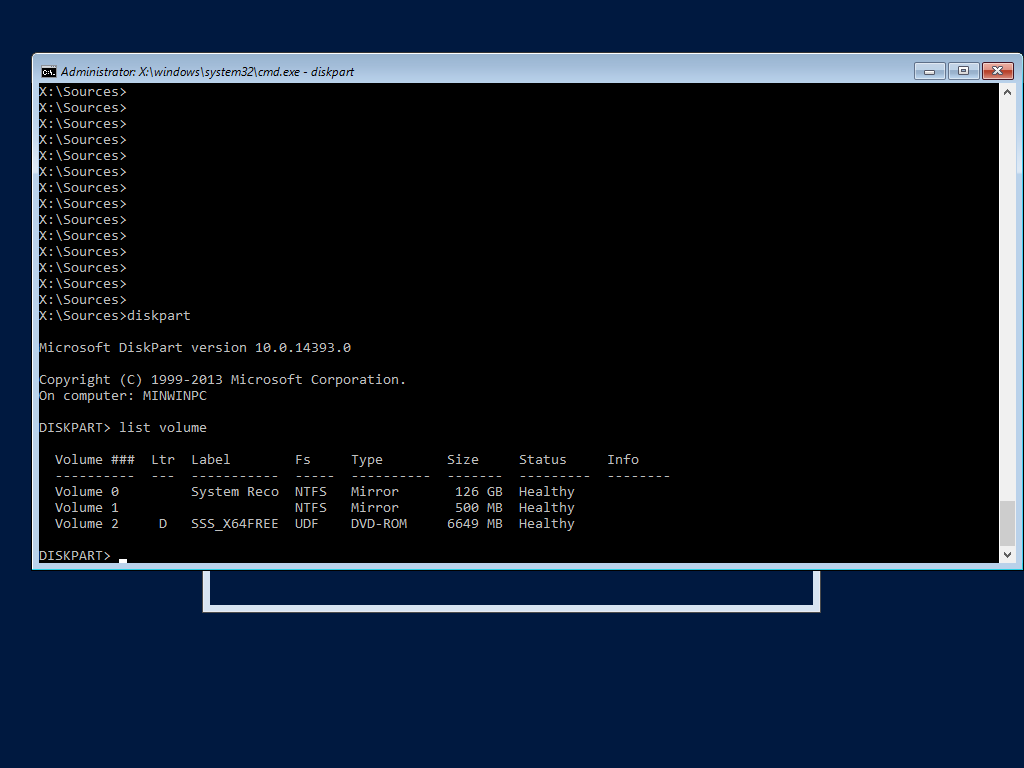 Administrator: X:\windows\system32\cmd.exe - diskpart
X:\Sources>
X:\Sources>
X:\Sources>
X:\Sources>
X:\Sources>
X:\Sources>
X:\Sources>
X:\Sources>
X:\Sources>
X:\Sources>
X:\Sources>
X:\Sources>
X:\Sources>
X:\Sources>
X:\Sources>diskpart
Microsoft DiskPart version 10.0.14393.0
Copyright (C) 1999-2013 Microsoft Corporation.
On computer: MINWINPC
DISKPART> list volume
  Volume ###  Ltr  Label        Fs     Type        Size     Status     Info
  ----------  ---  -----------  -----  ----------  -------  ---------  --------
  Volume 0         System Reco  NTFS   Mirror       126 GB  Healthy
  Volume 1                      NTFS   Mirror       500 MB  Healthy
  Volume 2     D   SSS_X64FREE  UDF    DVD-ROM     6649 MB  Healthy
DISKPART>